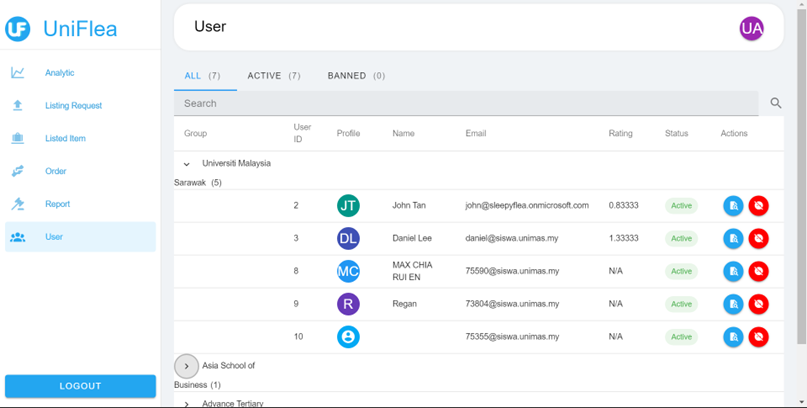 UF UniFlea
User
UA
Analytic
Listing Request
Listed Item
Order
Report
User
LOGOUT
ALL (7) ACTIVE (7) BANNED (0)
Search
Group User ID Profile Name Email Rating Status Actions
Universiti Malaysia
Sarawak (5)
2 JT John Tan john@sleepyflea.onmicrosoft.com 0.83333 Active
3 DL Daniel Lee daniel@siswa.unimas.my 1.33333 Active
8 MC MAX CHIA RUI EN 75590@siswa.unimas.my N/A Active
9 R Regan 73804@siswa.unimas.my N/A Active
10 75355@siswa.unimas.my N/A Active
Asia School of
Business (1)
Advance Tertiary